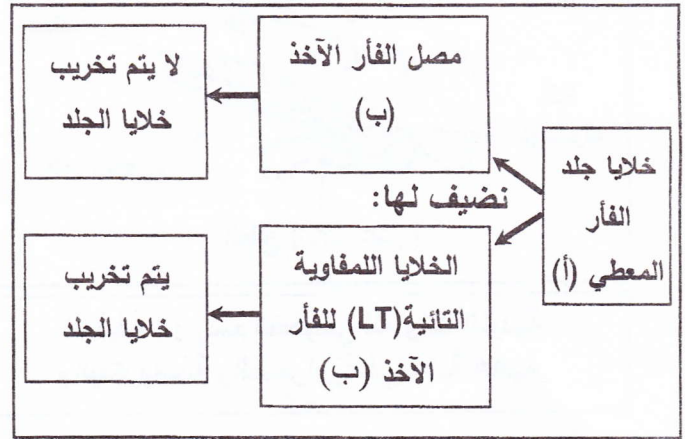 خلايا جلد
الفأر
المعطي (أ)
نضيف لها:
مصل الفأر الآخذ
(ب)
لا يتم تخريب
خلايا الجلد
الخلايا اللمفاوية
التائية(LT) للفأر
الآخذ (ب)
يتم تخريب
خلايا الجلد